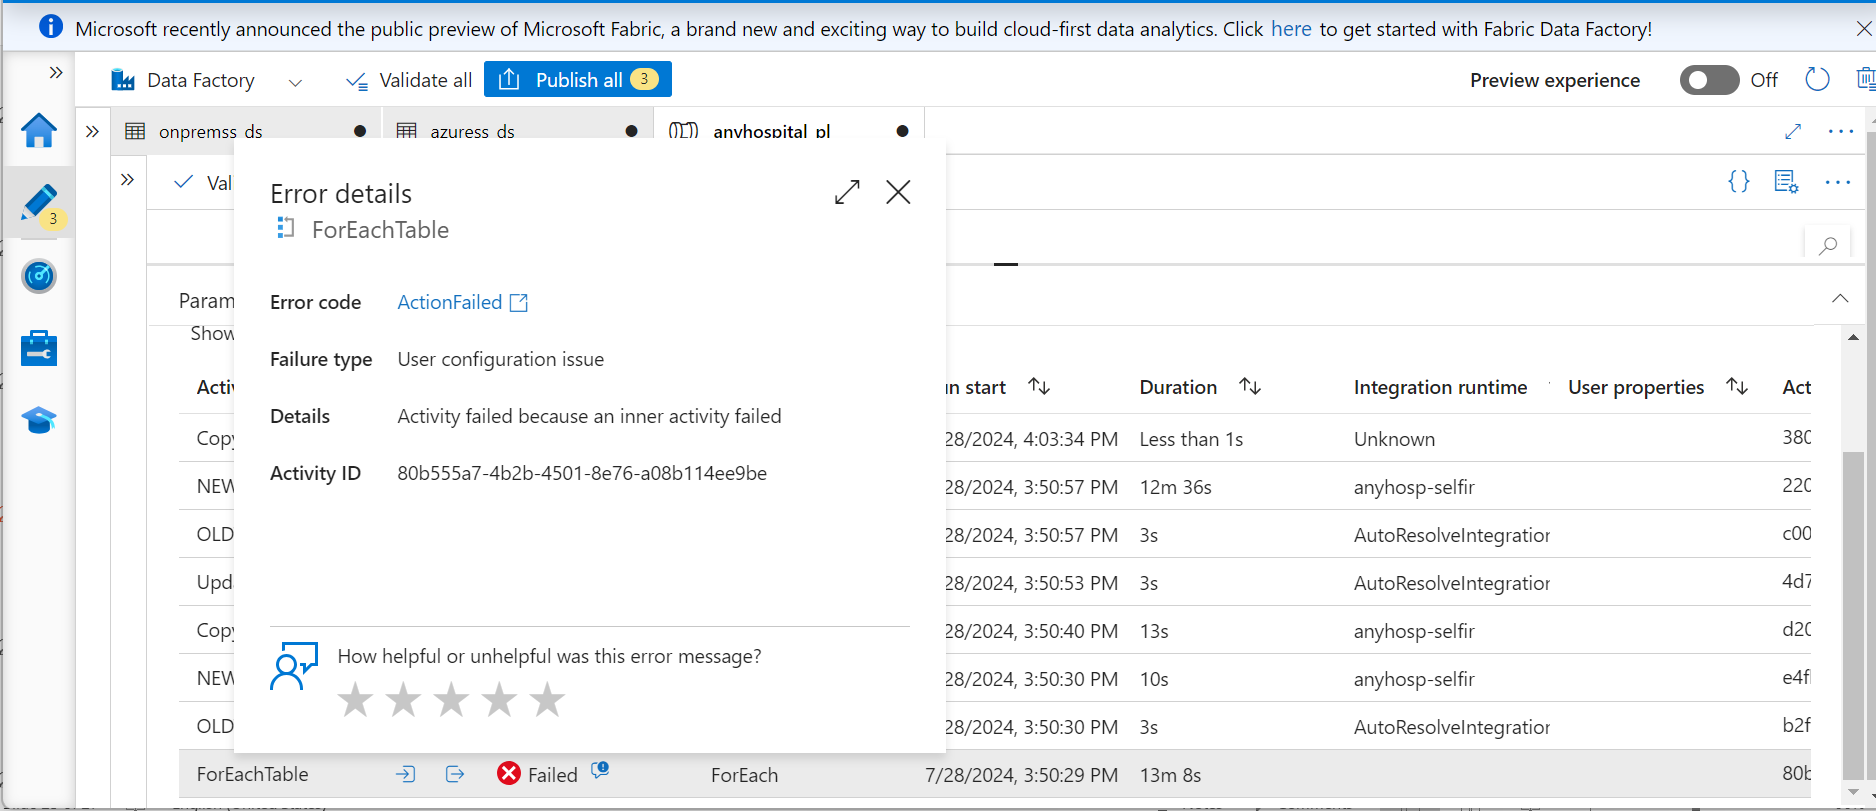 Microsoft recently announced the public preview of Microsoft Fabric, a brand new and exciting way to build cloud-first data analytics. Click here to get started with Fabric Data Factory!
Data Factory Validate all Publish all 3 Preview experience Off
onpremss_ds azuress_ds anyhospital_pl
Val
3
Error details
ForEachTable
Param
Error code ActionFailed
Show
Failure type User configuration issue
Activ un start Duration Integration runtime User properties Act
Details Activity failed because an inner activity failed
Copy 28/2024, 4:03:34 PM Less than 1s Unknown 380
Activity ID 80b555a7-4b2b-4501-8e76-a08b114ee9be
NEW 28/2024, 3:50:57 PM 12m 36s anyhosp-selfir 220
OLD 28/2024, 3:50:57 PM 3s AutoResolveIntegration c00
Upd 28/2024, 3:50:53 PM 3s AutoResolveIntegration 4d7
Copy 28/2024, 3:50:40 PM 13s anyhosp-selfir d20
How helpful or unhelpful was this error message?
NEW 28/2024, 3:50:30 PM 10s anyhosp-selfir e4f
OLD 28/2024, 3:50:30 PM 3s AutoResolveIntegration b2f
ForEachTable Failed ForEach 7/28/2024, 3:50:29 PM 13m 8s 80b